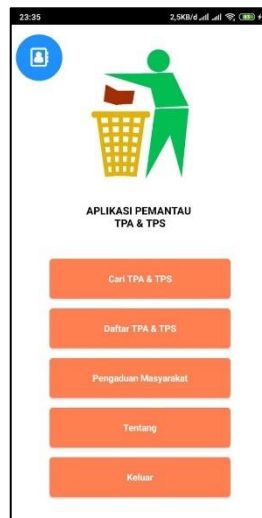 23:35
2,5KB/d
APLIKASI PEMANTAU
TPA & TPS
Cari TPA & TPS
Daftar TPA & TPS
Pengaduan Masyarakat
Tentang
Keluar